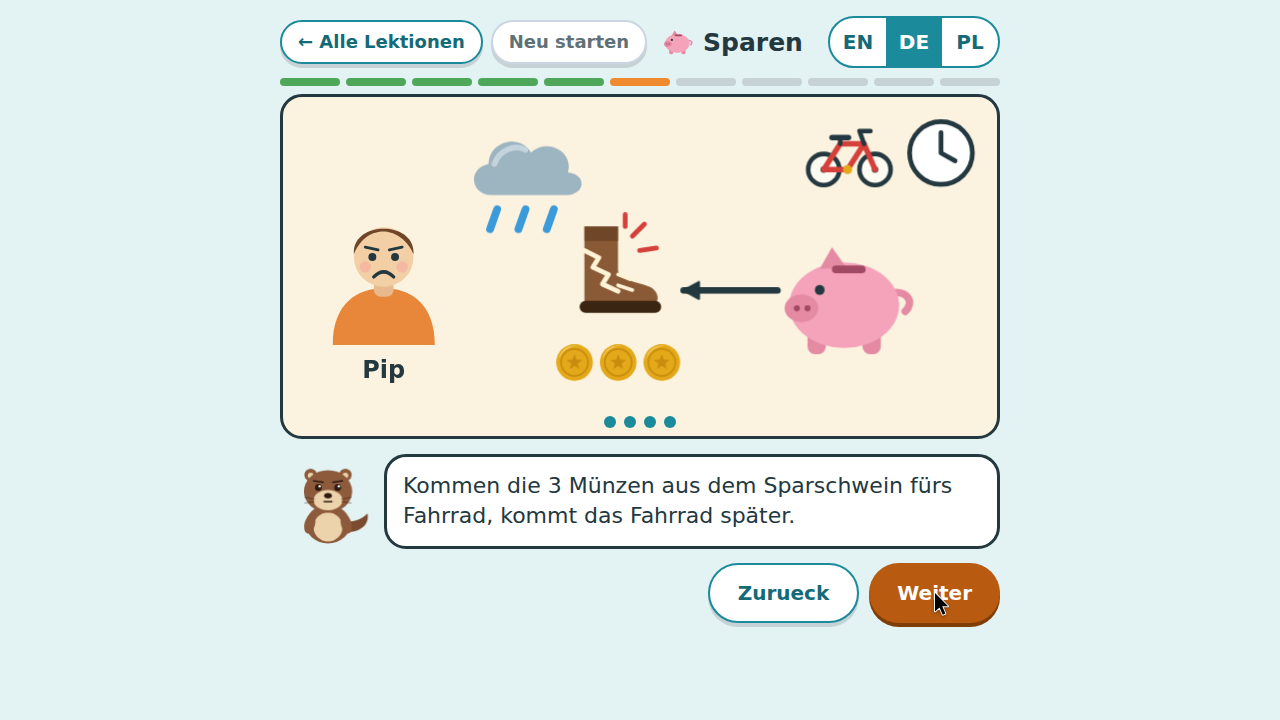 ← Alle Lektionen
Neu starten
Sparen
EN DE PL
Pip
Kommen die 3 Münzen aus dem Sparschwein fürs
Fahrrad, kommt das Fahrrad später.
Zurueck
Weiter